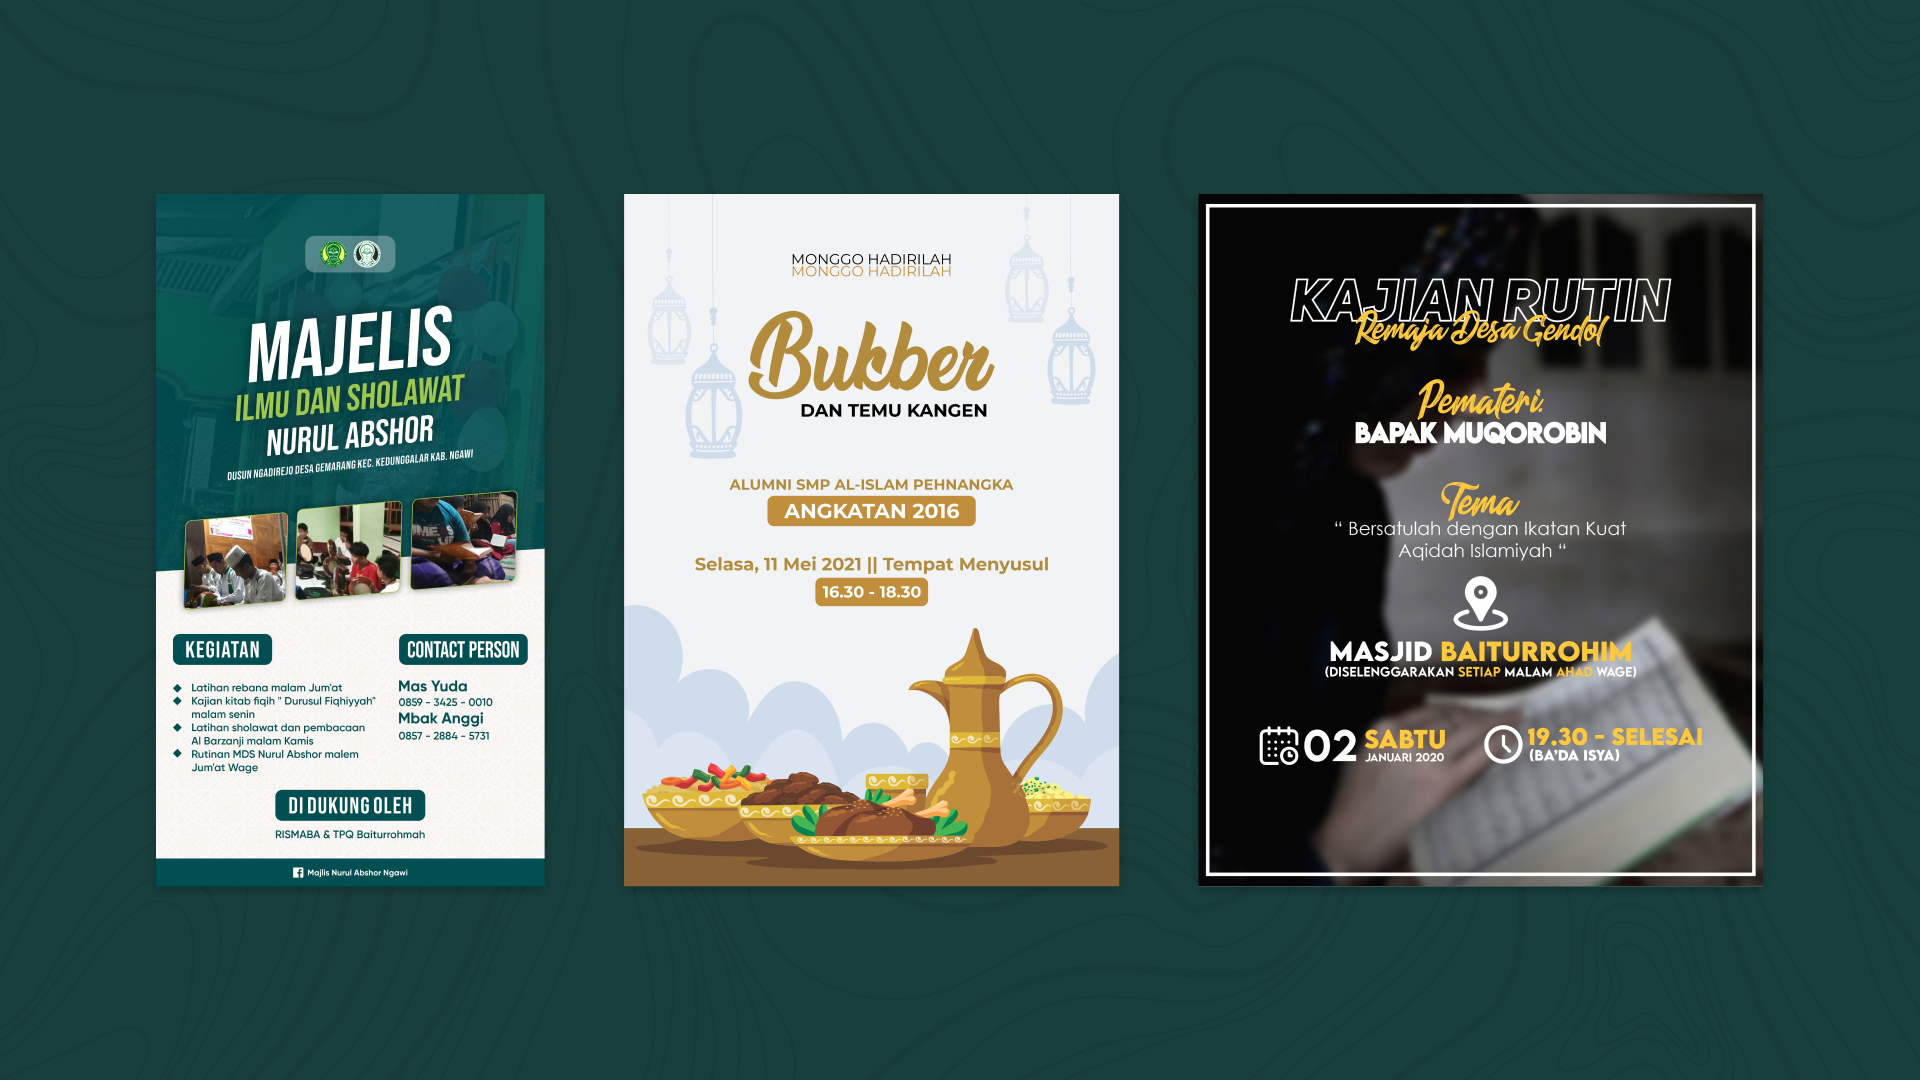 MAJELIS
ILMU DAN SHOLAWAT
NURUL ABSHOR
DUSUN NGADIREJO DESA GEMARANG KEC. KEDUNGGALAR KAB. NGAWI
KEGIATAN
Latihan rebana malam Jum'at
Kajian kitab fiqih " Durusul Fiqhiyyah"
malam senin
Latihan sholawat dan pembacaan
Al Barzanji malam Kamis
Rutinan MDS Nurul Abshor malem
Jum'at Wage
CONTACT PERSON
Mas Yuda
0859 - 3425 - 0010
Mbak Anggi
0857 - 2884 - 5731
DI DUKUNG OLEH
RISMABA & TPQ Baiturrohmah
Majlis Nurul Abshor Ngawi
MONGGO HADIRILAH
MONGGO HADIRILAH
Bukber
DAN TEMU KANGEN
ALUMNI SMP AL-ISLAM PEHNANGKA
ANGKATAN 2016
Selasa, 11 Mei 2021 || Tempat Menyusul
16.30 - 18.30
KAJIAN RUTIN
Remaja Desa Gendol
Pemateri:
BAPAK MUQOROBIN
Tema
“ Bersatulah dengan Ikatan Kuat
Aqidah Islamiyah “
MASJID BAITURROHIM
(DISELENGGARAKAN SETIAP MALAM AHAD WAGE)
02 SABTU
JANUARI 2020
19.30 - SELESAI
(BA'DA ISYA)